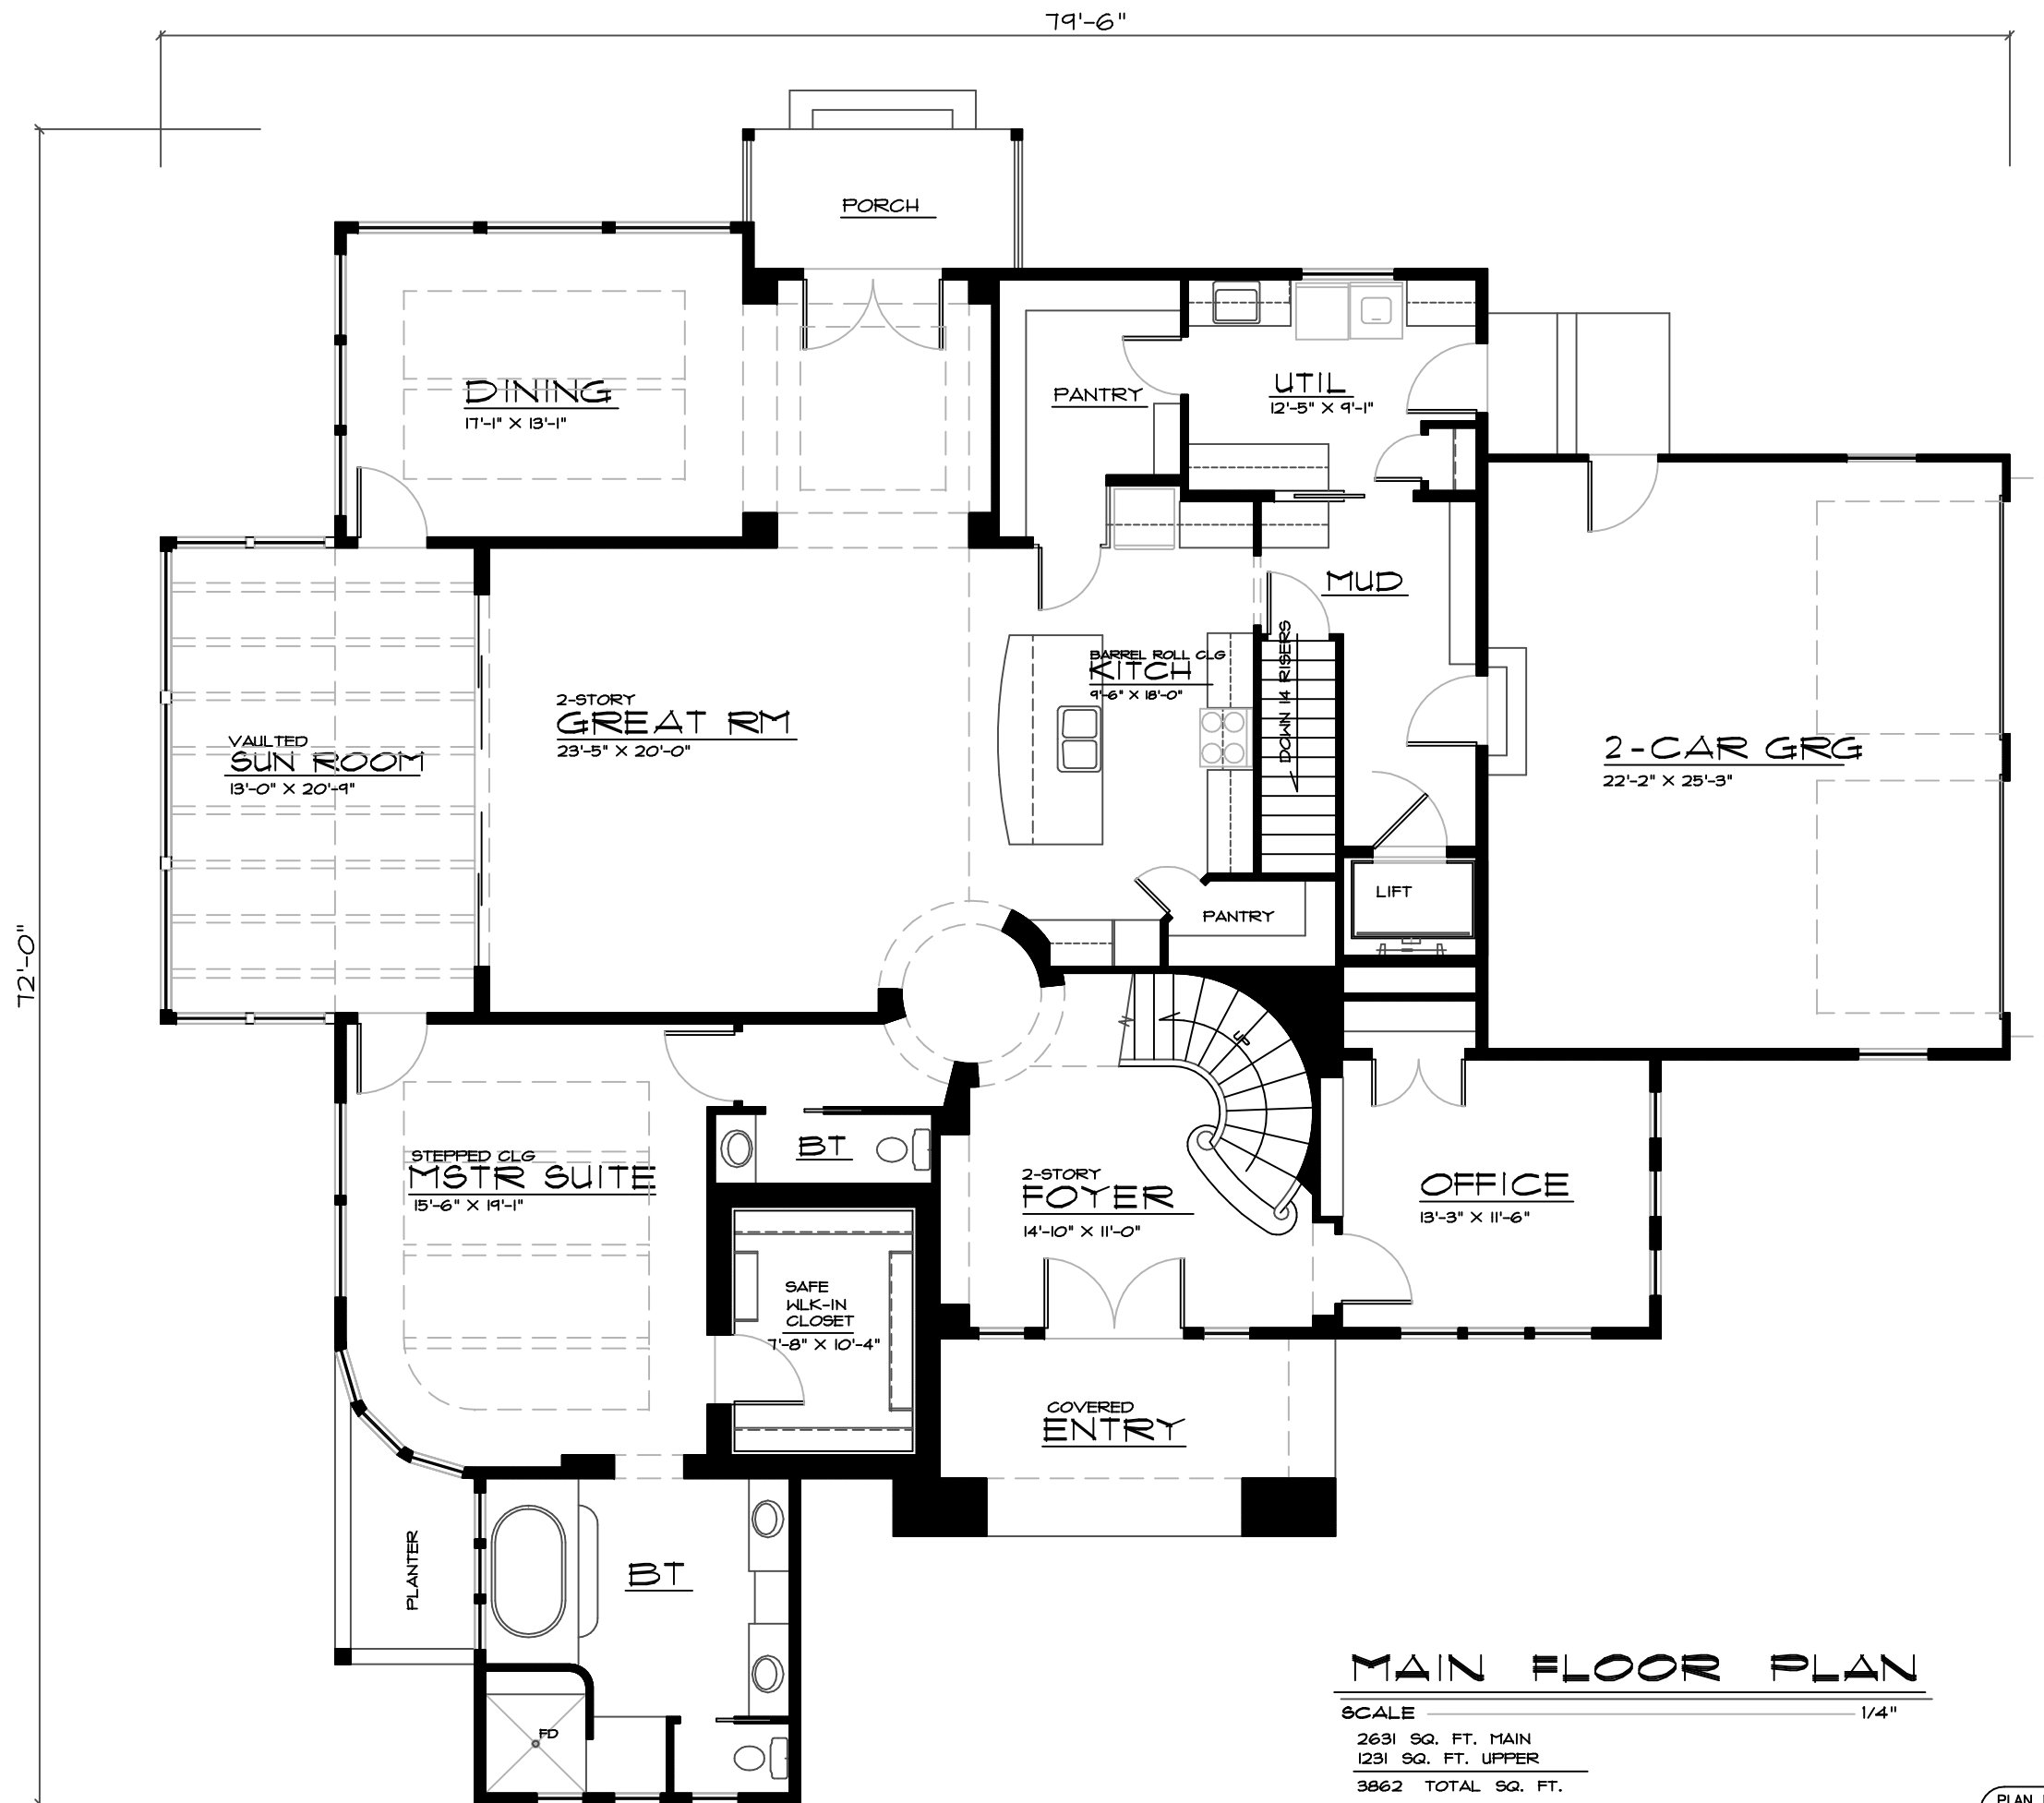 79'-6"
PORCH
DINING
17'-1" X 13'-1"
PANTRY
UTIL
12'-5" X 9'-1"
MUD
BARREL ROLL CLG
KITCH
9'-6" X 18'-0"
DOWN 14 RISERS
2-STORY
GREAT RM
23'-5" X 20'-0"
VAULTED
SUN ROOM
13'-0" X 20'-9"
2-CAR GRG
22'-2" X 25'-3"
LIFT
PANTRY
72'-0"
UP
STEPPED CLG
MSTR SUITE
15'-6" X 19'-1"
BT
2-STORY
FOYER
14'-10" X 11'-0"
OFFICE
13'-3" X 11'-6"
SAFE
WLK-IN
CLOSET
7'-8" X 10'-4"
COVERED
ENTRY
PLANTER
BT
FD
MAIN FLOOR PLAN
SCALE 1/4"
2631 SQ. FT. MAIN
1231 SQ. FT. UPPER
3862 TOTAL SQ. FT.
PLAN